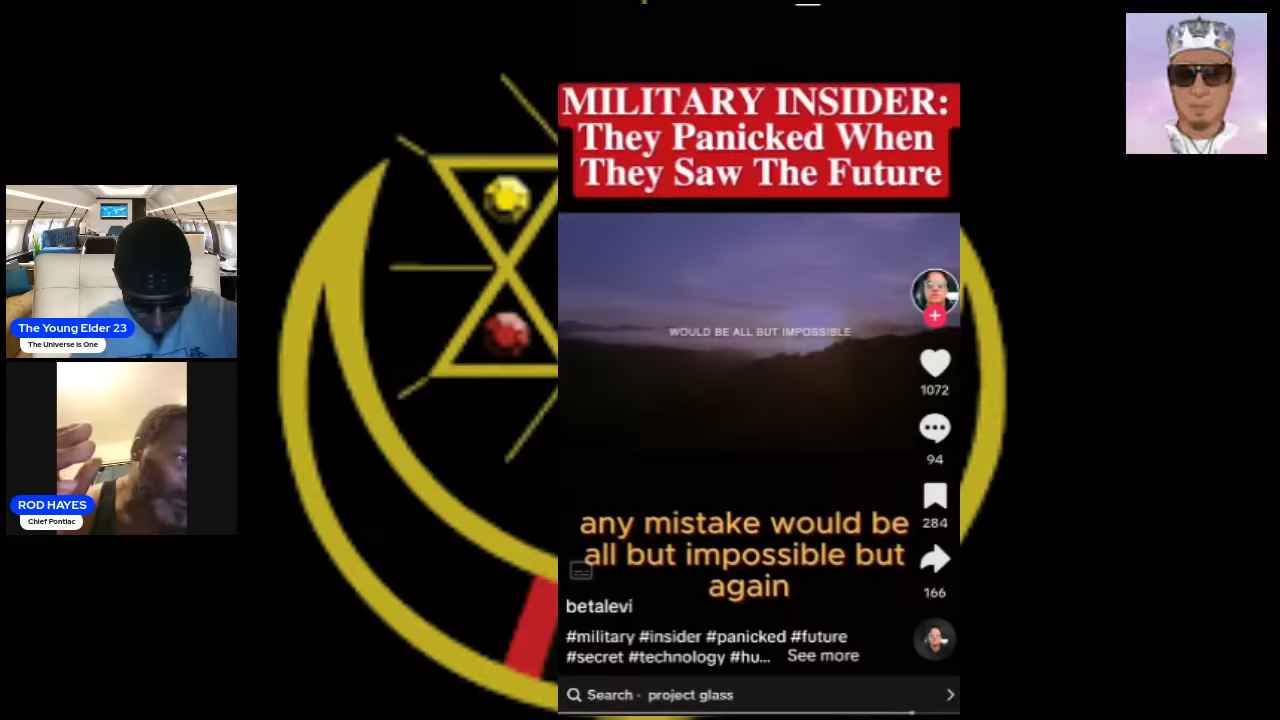 MILITARY INSIDER:
They Panicked When
They Saw The Future
WOULD BE ALL BUT IMPOSSIBLE
The Young Elder 23
The Universe Is One
ROD HAYES
Chief Pontiac
1072
94
284
166
any mistake would be
all but impossible but
again
betalevi
#military #insider #panicked #future
#secret #technology #hu... See more
Search · project glass